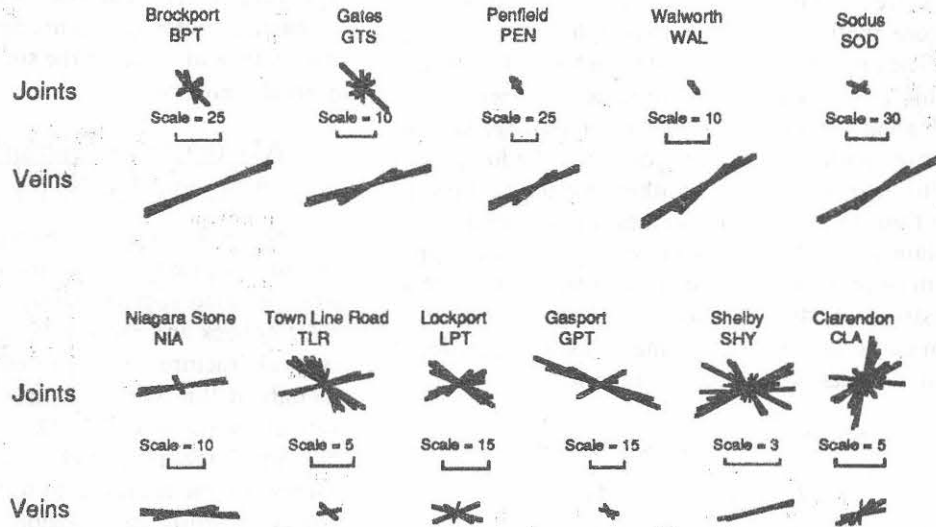 Brockport Gates Penfield Walworth Sodus
BPT GTS PEN WAL SOD
Joints
Scale = 25 Scale = 10 Scale = 25 Scale = 10 Scale = 30
Veins
Niagara Stone Town Line Road Lockport Gasport Shelby Clarendon
NIA TLR LPT GPT SHY CLA
Joints
Scale = 10 Scale = 5 Scale = 15 Scale = 15 Scale = 3 Scale = 5
Veins